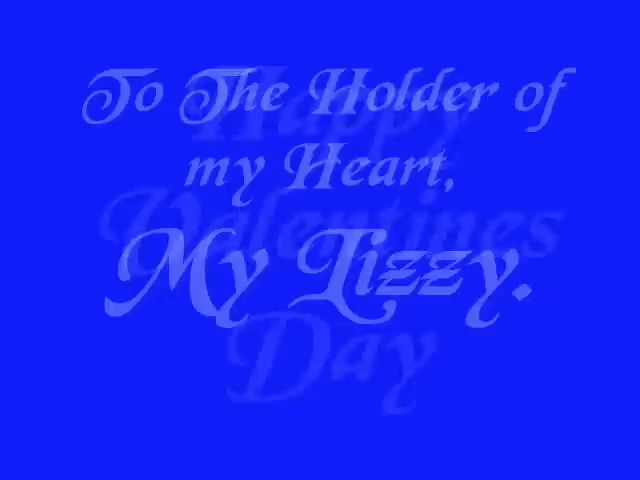 To The Holder of
Happy
my Heart,
Valentines
My Lizzy.
Day